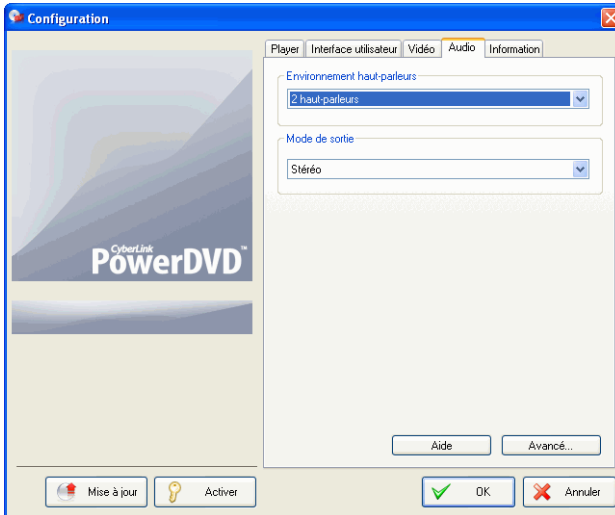 Configuration
Player Interface utilisateur Vidéo Audio Information
Environnement haut-parleurs
2 haut-parleurs
Mode de sortie
Stéréo
CyberLink
PowerDVD™
Aide Avancé...
Mise à jour Activer OK Annuler